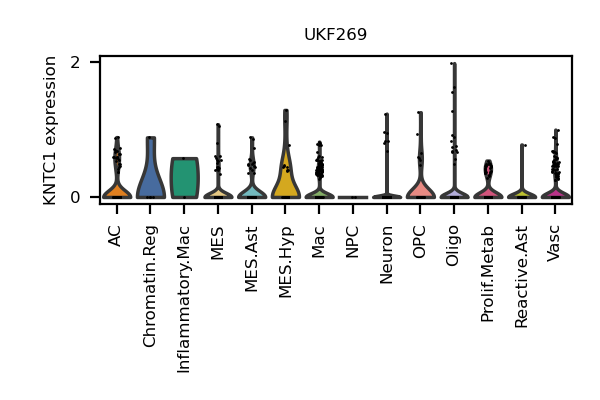 UKF269
KNTC1 expression
2
0
AC
Chromatin.Reg
Inflammatory.Mac
MES
MES.Ast
MES.Hyp
Mac
NPC
Neuron
OPC
Oligo
Prolif.Metab
Reactive.Ast
Vasc